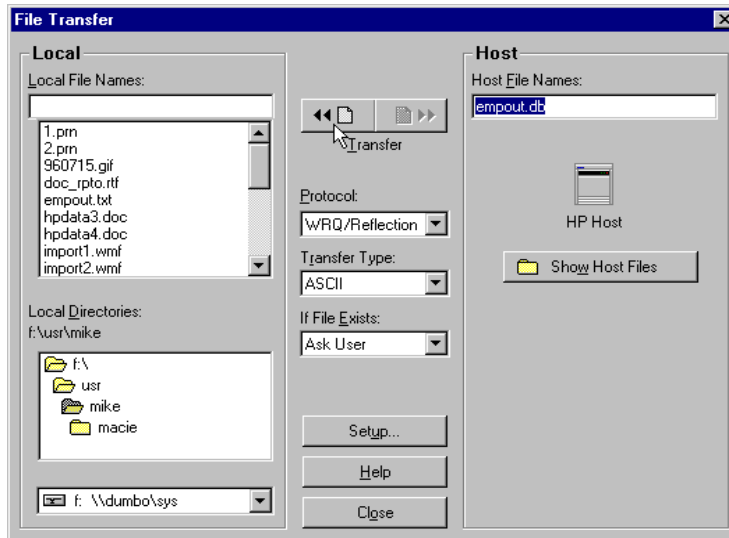 File Transfer
Local
Local File Names:
1.prn
2.prn
960715.gif
doc_rpto.rtf
empout.txt
hpdata3.doc
hpdata4.doc
import1.wmf
import2.wmf
Local Directories:
f:\usr\mike
f:\
usr
mike
macie
f: \\dumbo\sys
Transfer
Protocol:
WRQ/Reflection
Transfer Type:
ASCII
If File Exists:
Ask User
Setup...
Help
Close
Host
Host File Names:
empout.db
HP Host
Show Host Files